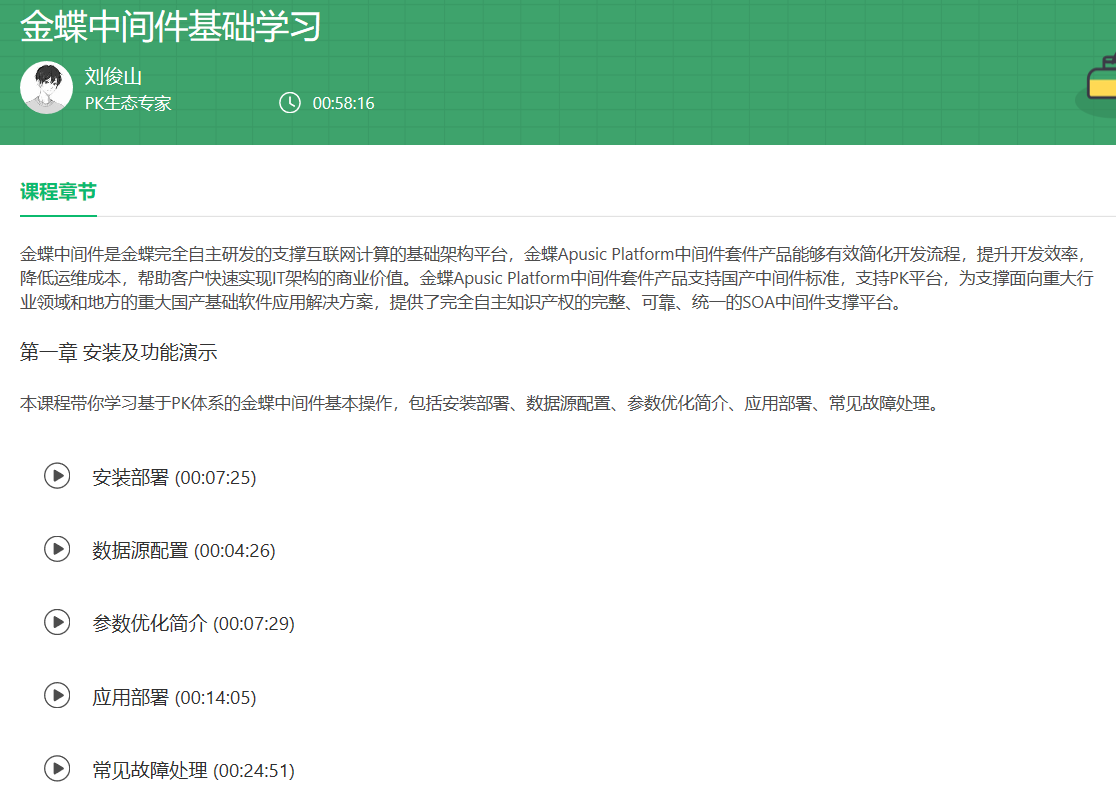 金蝶中间件基础学习
刘俊山
PK生态专家
00:58:16
课程章节
金蝶中间件是金蝶完全自主研发的支撑互联网计算的基础架构平台，金蝶Apusic Platform中间件套件产品能够有效简化开发流程，提升开发效率，
降低运维成本，帮助客户快速实现IT架构的商业价值。金蝶Apusic Platform中间件套件产品支持国产中间件标准，支持PK平台，为支撑面向重大行
业领域和地方的重大国产基础软件应用解决方案，提供了完全自主知识产权的完整、可靠、统一的SOA中间件支撑平台。
第一章 安装及功能演示
本课程带你学习基于PK体系的金蝶中间件基本操作，包括安装部署、数据源配置、参数优化简介、应用部署、常见故障处理。
安装部署 (00:07:25)
数据源配置 (00:04:26)
参数优化简介 (00:07:29)
应用部署 (00:14:05)
常见故障处理 (00:24:51)